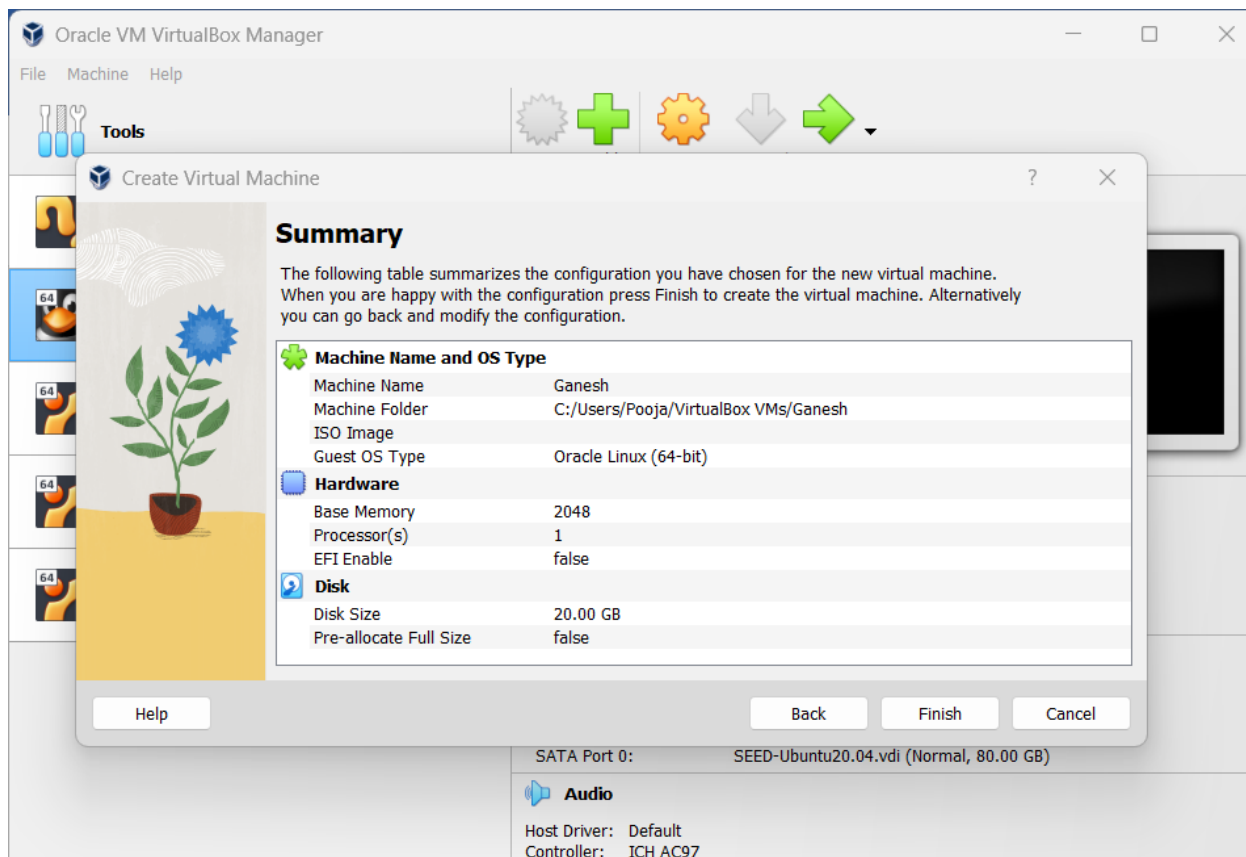 Oracle VM VirtualBox Manager
File Machine Help
Tools
Create Virtual Machine ?
Summary
The following table summarizes the configuration you have chosen for the new virtual machine.
When you are happy with the configuration press Finish to create the virtual machine. Alternatively
you can go back and modify the configuration.
Machine Name and OS Type
Machine Name Ganesh
Machine Folder C:/Users/Pooja/VirtualBox VMs/Ganesh
ISO Image
Guest OS Type Oracle Linux (64-bit)
Hardware
Base Memory 2048
Processor(s) 1
EFI Enable false
Disk
Disk Size 20.00 GB
Pre-allocate Full Size false
Help Back Finish Cancel
64
64
64
64
SATA Port 0: SEED-Ubuntu20.04.vdi (Normal, 80.00 GB)
Audio
Host Driver: Default
Controller: ICH AC97